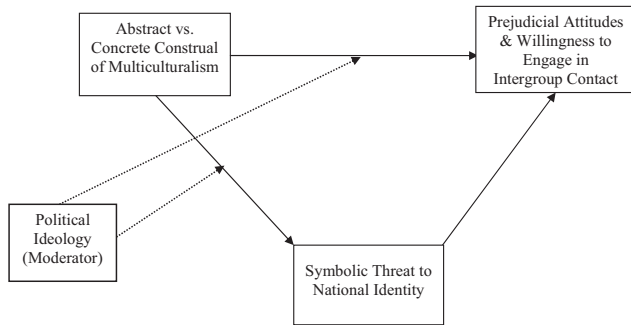 Abstract vs.
Concrete Construal
of Multiculturalism
Prejudicial Attitudes
& Willingness to
Engage in
Intergroup Contact
Political
Ideology
(Moderator)
Symbolic Threat to
National Identity